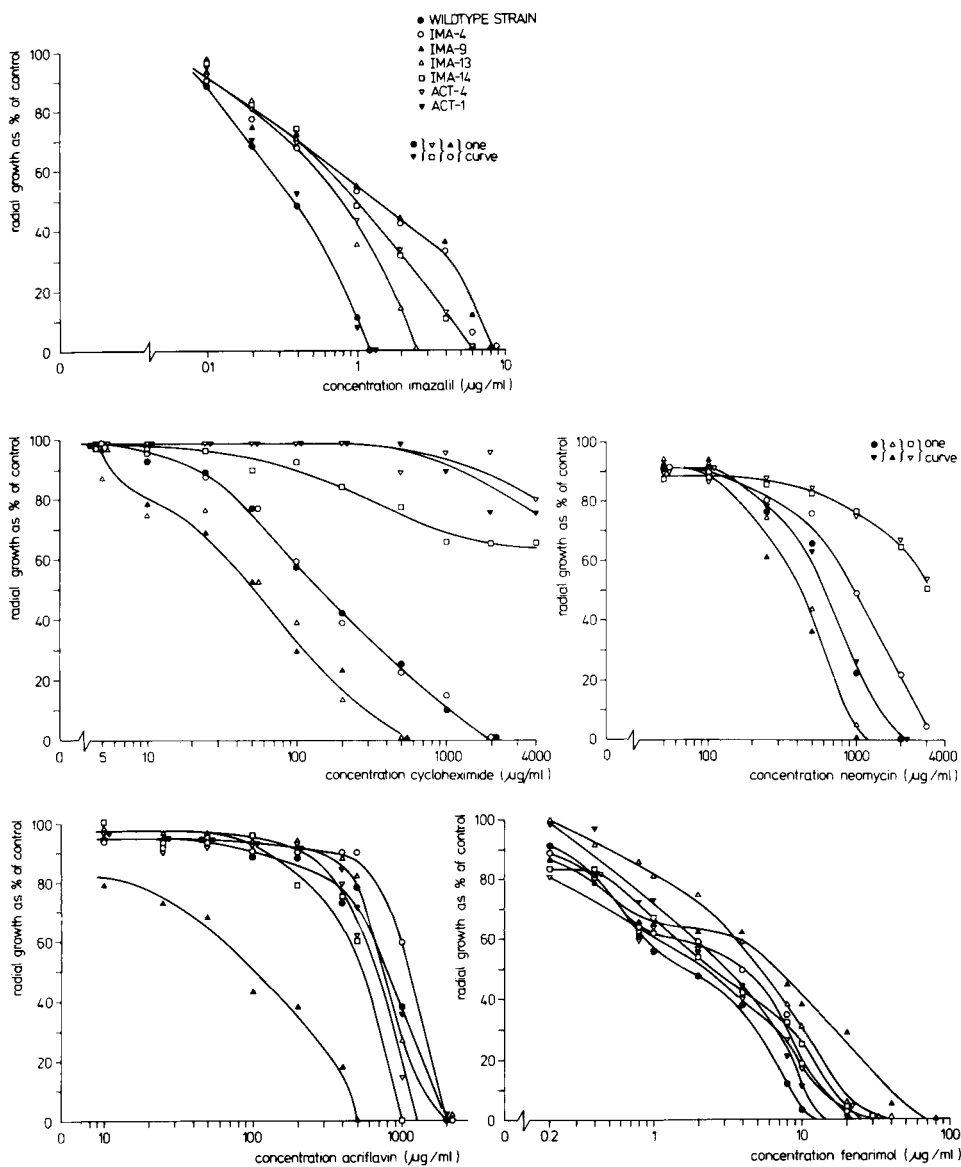 ● WILDTYPE STRAIN
○ IMA-4
▲ IMA-9
△ IMA-13
□ IMA-14
▽ ACT-4
▼ ACT-1
● } ▽ } ▲ } one
▼ } □ } ○ } curve
radial growth as % of control
100
80
60
40
20
0
0 01 1 10
concentration imazalil (µg/ml)
radial growth as % of control
100
80
60
40
20
0
0 5 10 100 1000 4000
concentration cycloheximide (µg/ml)
● } △ } □ } one
▼ } ▲ } ▽ } curve
radial growth as % of control
100
80
60
40
20
0
0 100 1000 4000
concentration neomycin (µg/ml)
radial growth as % of control
100
80
60
40
20
0
0 10 100 1000
concentration acriflavin (µg/ml)
radial growth as % of control
100
80
60
40
20
0
0 0.2 1 10 100
concentration fenarimol (µg/ml)